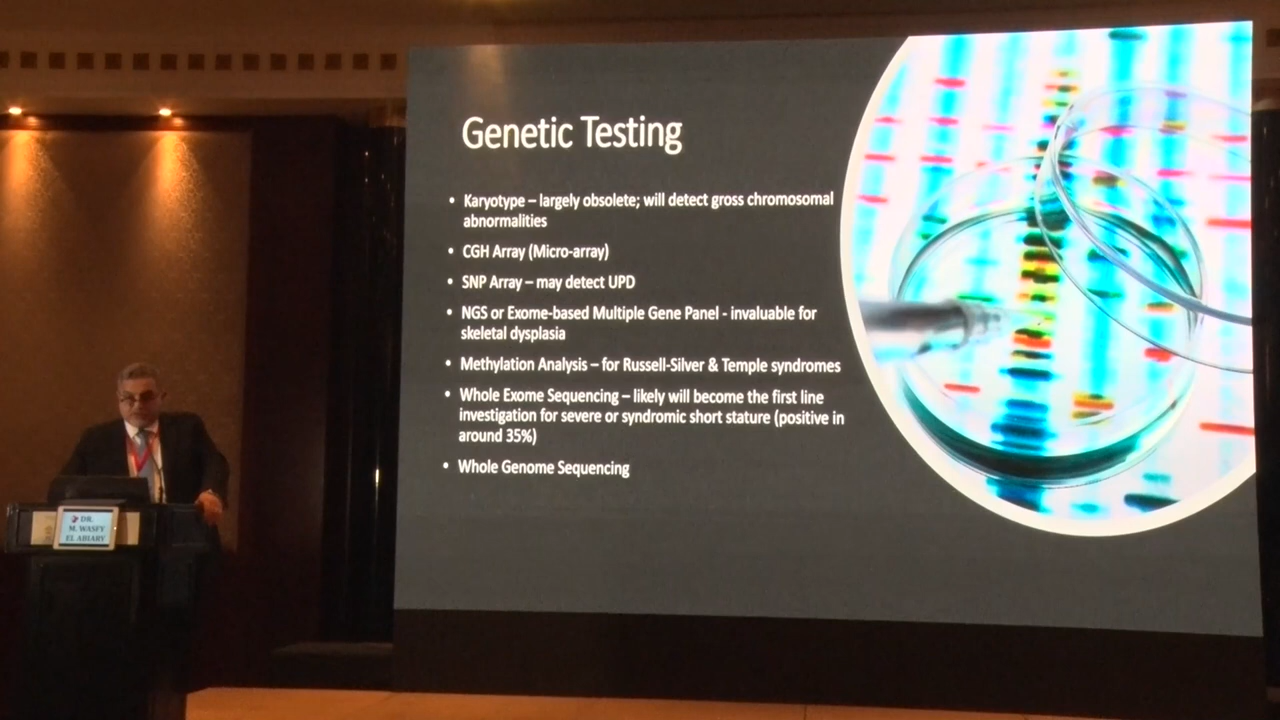 Genetic Testing
• Karyotype – largely obsolete; will detect gross chromosomal
abnormalities
• CGH Array (Micro-array)
• SNP Array – may detect UPD
• NGS or Exome-based Multiple Gene Panel - invaluable for
skeletal dysplasia
• Methylation Analysis – for Russell-Silver & Temple syndromes
• Whole Exome Sequencing – likely will become the first line
investigation for severe or syndromic short stature (positive in
around 35%)
• Whole Genome Sequencing
DR.
M. WASFY
EL ABIARY